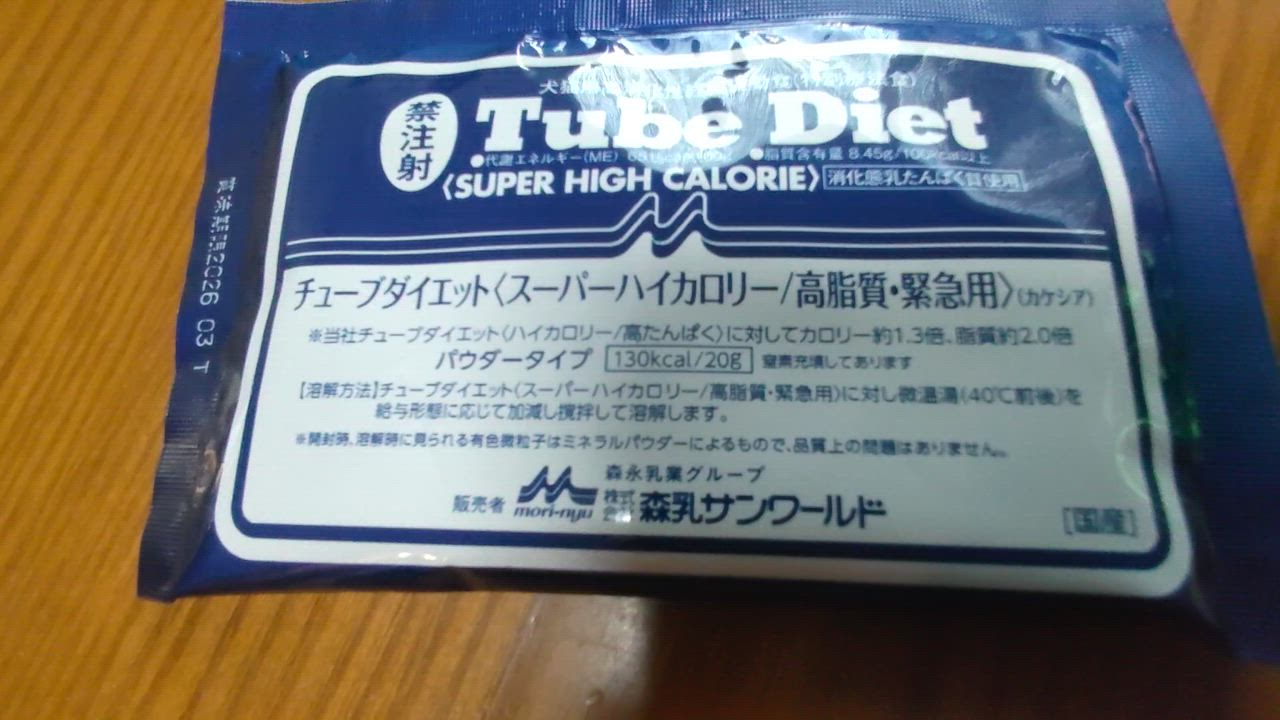 禁注射
犬猫
Tube Diet
●代謝エネルギー(ME) ●脂質含有量 8.45g/100kcal以上
〈SUPER HIGH CALORIE〉 消化態乳たんぱく質使用
チューブダイエット〈スーパーハイカロリー/高脂質・緊急用〉(カケシア)
※当社チューブダイエット〈ハイカロリー/高たんぱく〉に対してカロリー約1.3倍、脂質約2.0倍
パウダータイプ 130kcal/20g 窒素充填してあります
【溶解方法】チューブダイエット〈スーパーハイカロリー/高脂質・緊急用〉に対し微温湯(40℃前後)を
給与形態に応じて加減し撹拌して溶解します。
※開封時、溶解時に見られる有色微粒子はミネラルパウダーによるもので、品質上の問題はありません。
森永乳業グループ
販売者 mori-nyu 株式会社 森乳サンワールド
[国産]
賞味期間2026 03 T